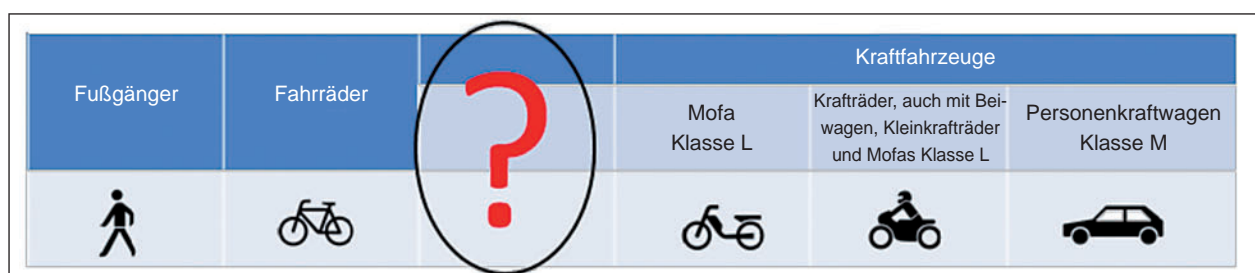 Kraftfahrzeuge
Fußgänger
Fahrräder
?
Mofa
Klasse L
Krafträder, auch mit Bei-
wagen, Kleinkrafträder
und Mofas Klasse L
Personenkraftwagen
Klasse M